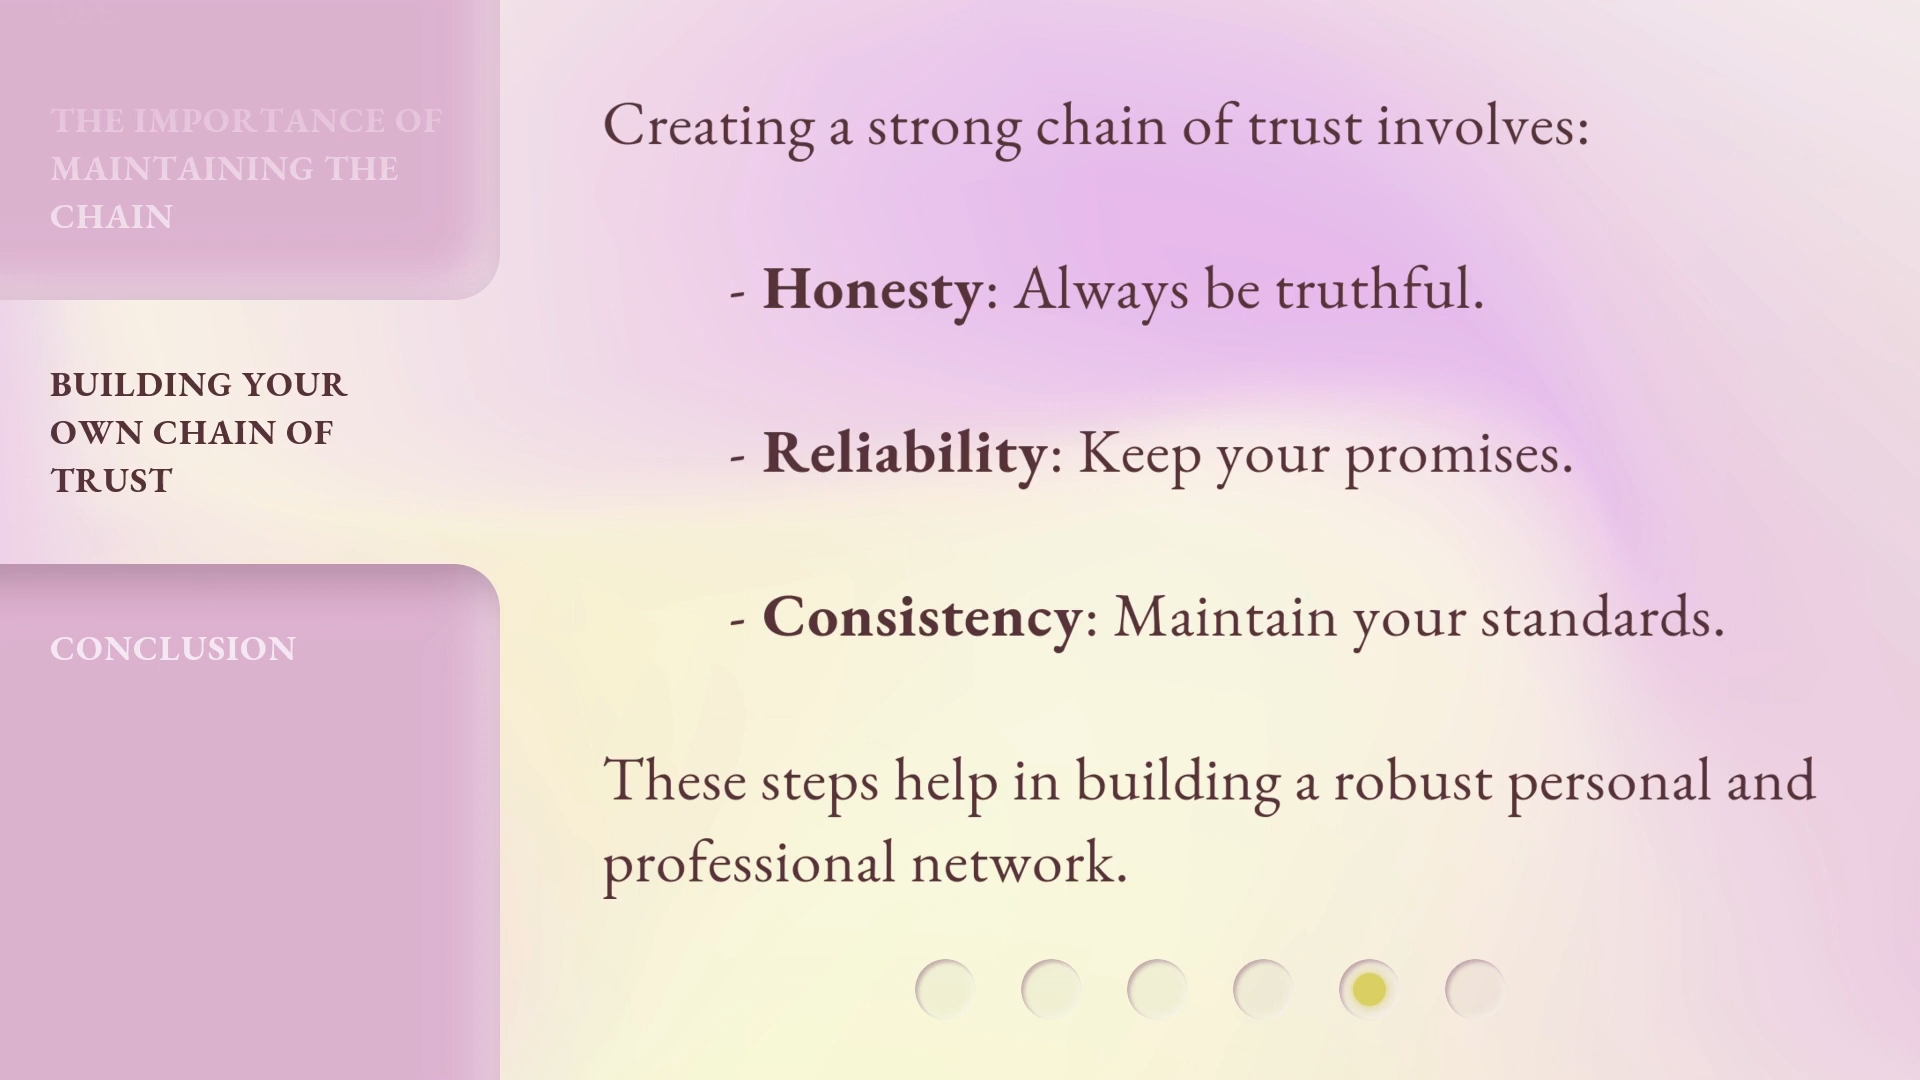 THE IMPORTANCE OF
MAINTAINING THE
CHAIN
BUILDING YOUR
OWN CHAIN OF
TRUST
CONCLUSION
Creating a strong chain of trust involves:
- Honesty: Always be truthful.
- Reliability: Keep your promises.
- Consistency: Maintain your standards.
These steps help in building a robust personal and
professional network.